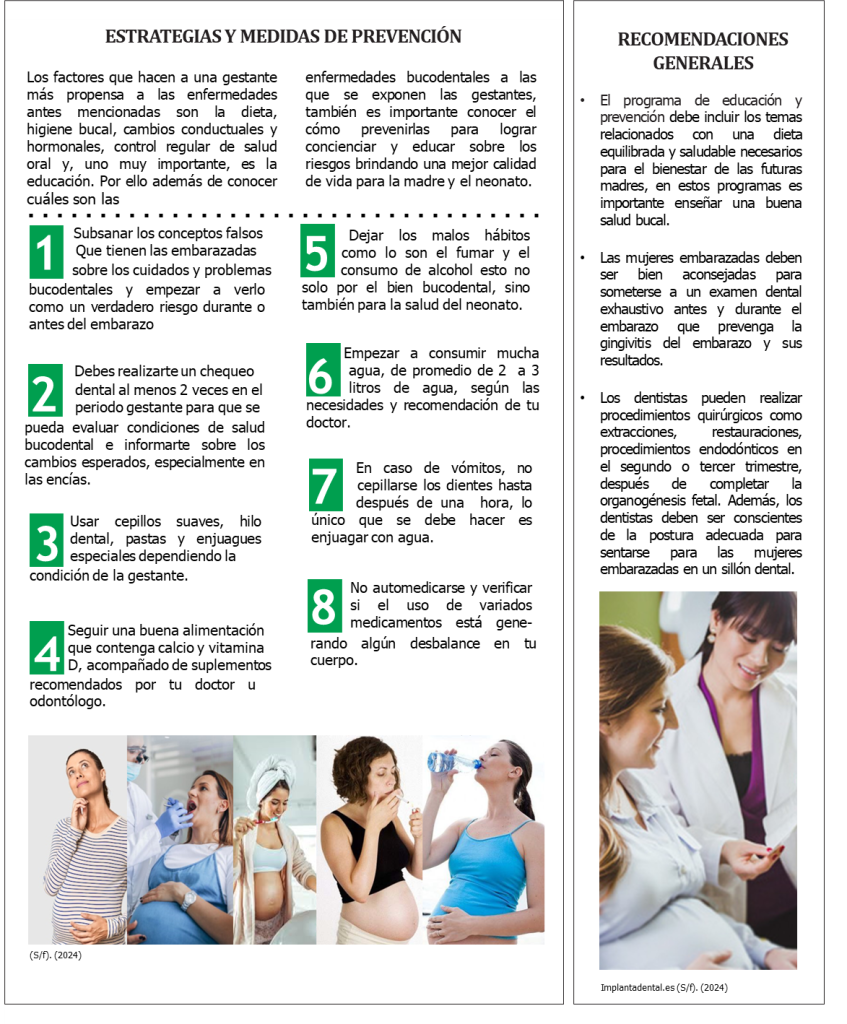 ESTRATEGIAS Y MEDIDAS DE PREVENCIÓN
Los factores que hacen a una gestante
más propensa a las enfermedades
antes mencionadas son la dieta,
higiene bucal, cambios conductuales y
hormonales, control regular de salud
oral y, uno muy importante, es la
educación. Por ello además de conocer
cuáles son las
enfermedades bucodentales a las
que se exponen las gestantes,
también es importante conocer el
cómo prevenirlas para lograr
concienciar y educar sobre los
riesgos brindando una mejor calidad
de vida para la madre y el neonato.
1
Subsanar los conceptos falsos
Que tienen las embarazadas
sobre los cuidados y problemas
bucodentales y empezar a verlo
como un verdadero riesgo durante o
antes del embarazo
2
Debes realizarte un chequeo
dental al menos 2 veces en el
periodo gestante para que se
pueda evaluar condiciones de salud
bucodental e informarte sobre los
cambios esperados, especialmente en
las encías.
3
Usar cepillos suaves, hilo
dental, pastas y enjuagues
especiales dependiendo la
condición de la gestante.
4
Seguir una buena alimentación
que contenga calcio y vitamina
D, acompañado de suplementos
recomendados por tu doctor u
odontólogo.
5
Dejar los malos hábitos
como lo son el fumar y el
consumo de alcohol esto no
solo por el bien bucodental, sino
también para la salud del neonato.
6
Empezar a consumir mucha
agua, de promedio de 2 a 3
litros de agua, según las
necesidades y recomendación de tu
doctor.
7
En caso de vómitos, no
cepillarse los dientes hasta
después de una hora, lo
único que se debe hacer es
enjuagar con agua.
8
No automedicarse y verificar
si el uso de variados
medicamentos está gene-
rando algún desbalance en tu
cuerpo.
(S/f). (2024)
RECOMENDACIONES
GENERALES
• El programa de educación y
prevención debe incluir los temas
relacionados con una dieta
equilibrada y saludable necesarios
para el bienestar de las futuras
madres, en estos programas es
importante enseñar una buena
salud bucal.
• Las mujeres embarazadas deben
ser bien aconsejadas para
someterse a un examen dental
exhaustivo antes y durante el
embarazo que prevenga la
gingivitis del embarazo y sus
resultados.
• Los dentistas pueden realizar
procedimientos quirúrgicos como
extracciones, restauraciones,
procedimientos endodónticos en
el segundo o tercer trimestre,
después de completar la
organogénesis fetal. Además, los
dentistas deben ser conscientes
de la postura adecuada para
sentarse para las mujeres
embarazadas en un sillón dental.
Implantadental.es (S/f). (2024)